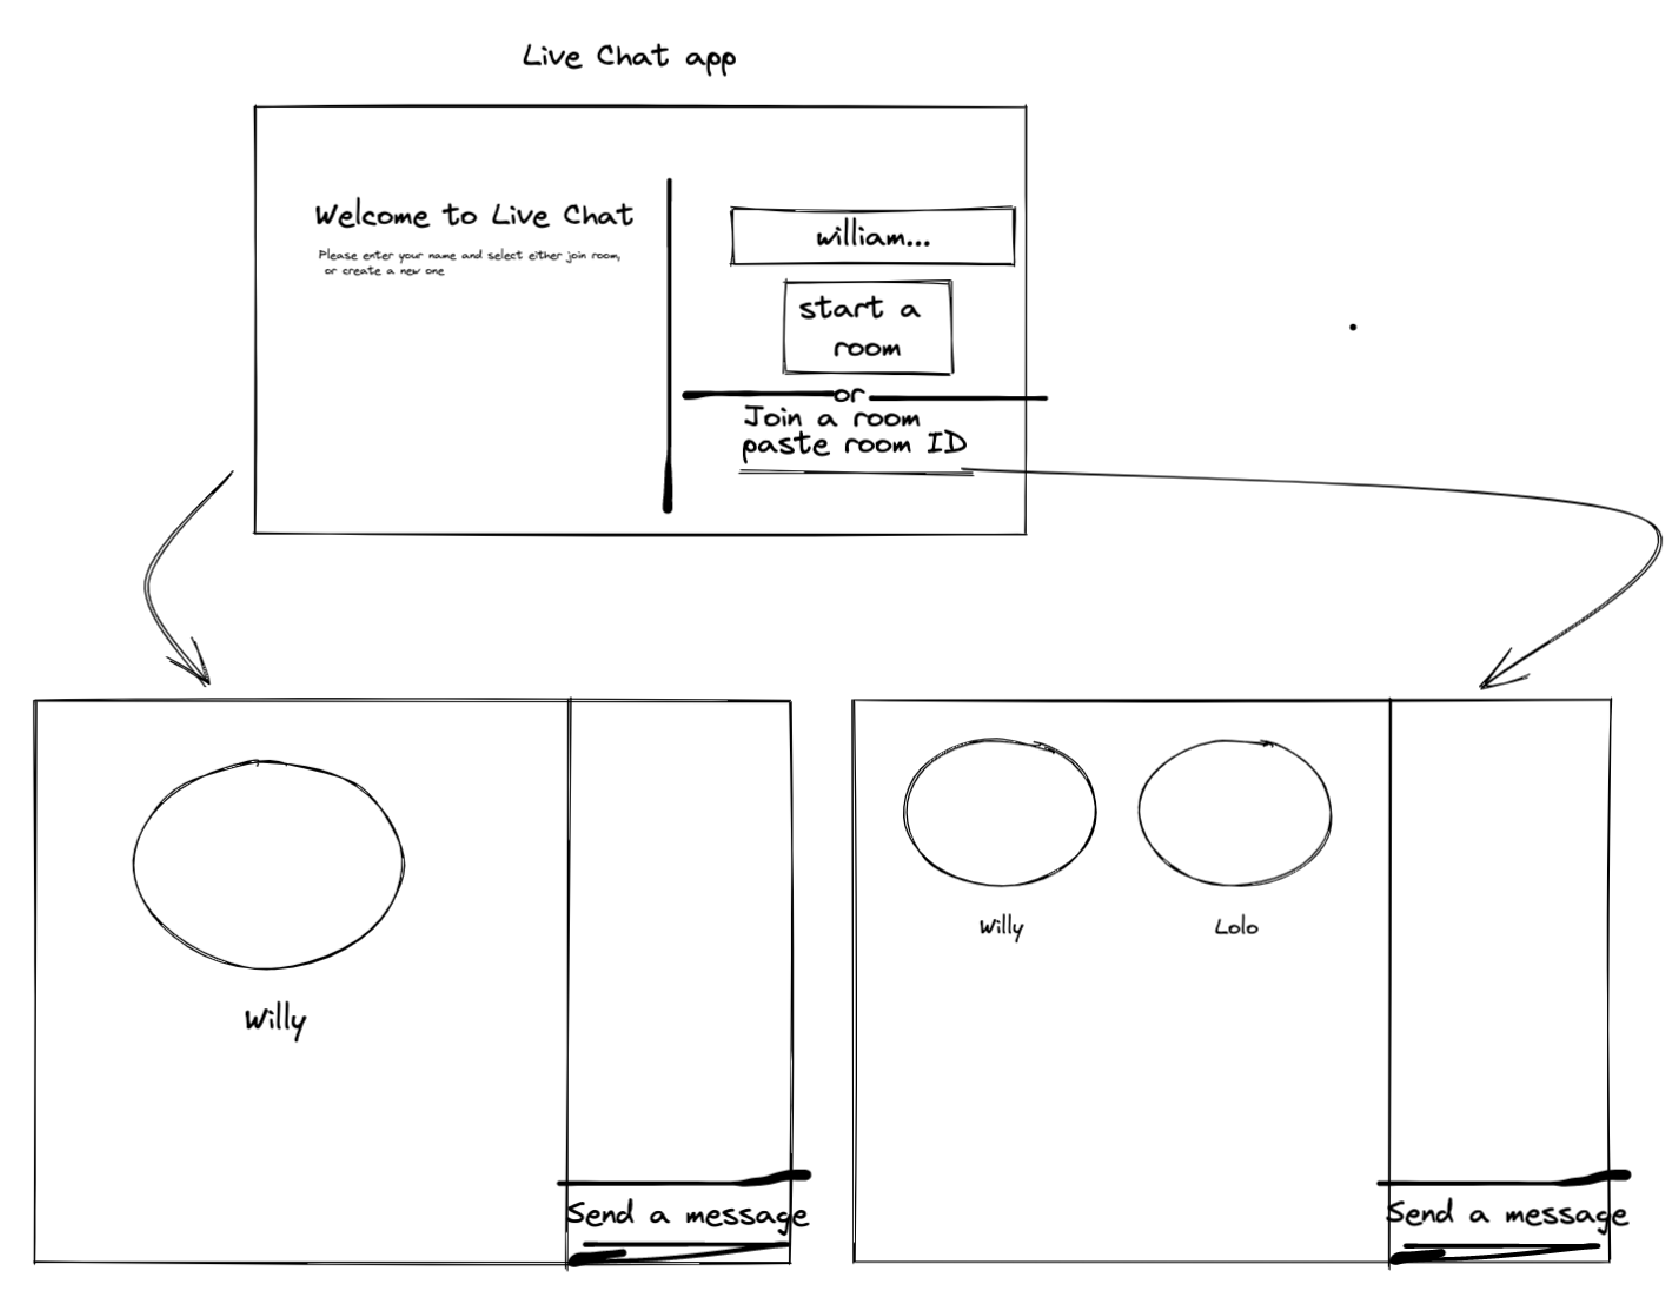 Live Chat app
Welcome to Live Chat
Please enter your name and select either join room,
or create a new one
william...
start a
room
or
Join a room
paste room ID
Willy
Send a message
Willy
Lolo
Send a message